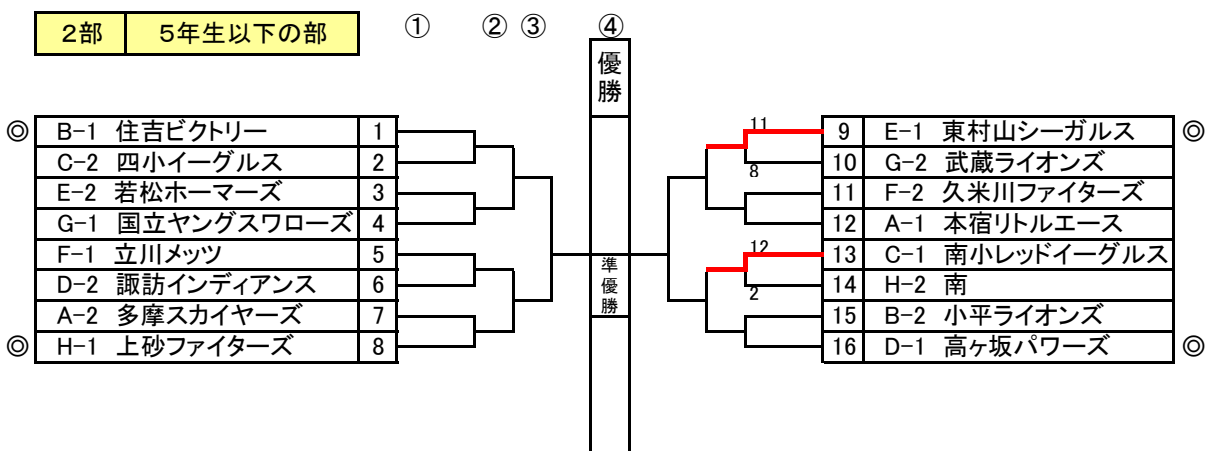 ２部 ５年生以下の部 ① ② ③ ④
優勝
◎ B-1 住吉ビクトリー 1
C-2 四小イーグルス 2
E-2 若松ホーマーズ 3
G-1 国立ヤングスワローズ 4
F-1 立川メッツ 5
D-2 諏訪インディアンス 6
A-2 多摩スカイヤーズ 7
◎ H-1 上砂ファイターズ 8
準優勝
11 9 E-1 東村山シーガルス ◎
8 10 G-2 武蔵ライオンズ
11 F-2 久米川ファイターズ
12 A-1 本宿リトルエース
12 13 C-1 南小レッドイーグルス
2 14 H-2 南
15 B-2 小平ライオンズ
16 D-1 高ヶ坂パワーズ ◎